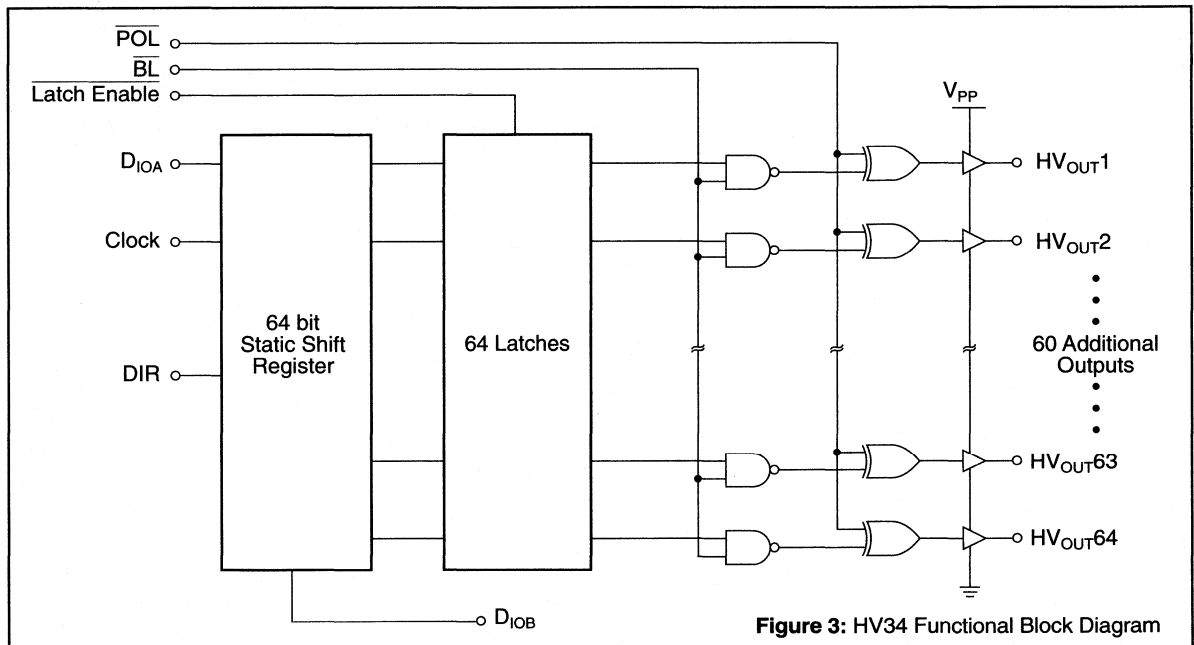 POL
BL
Latch Enable
VPP
DIOA
HVOUT1
Clock
HVOUT2
64 bit
Static Shift
Register
64 Latches
60 Additional
Outputs
DIR
HVOUT63
HVOUT64
DIOB
Figure 3: HV34 Functional Block Diagram